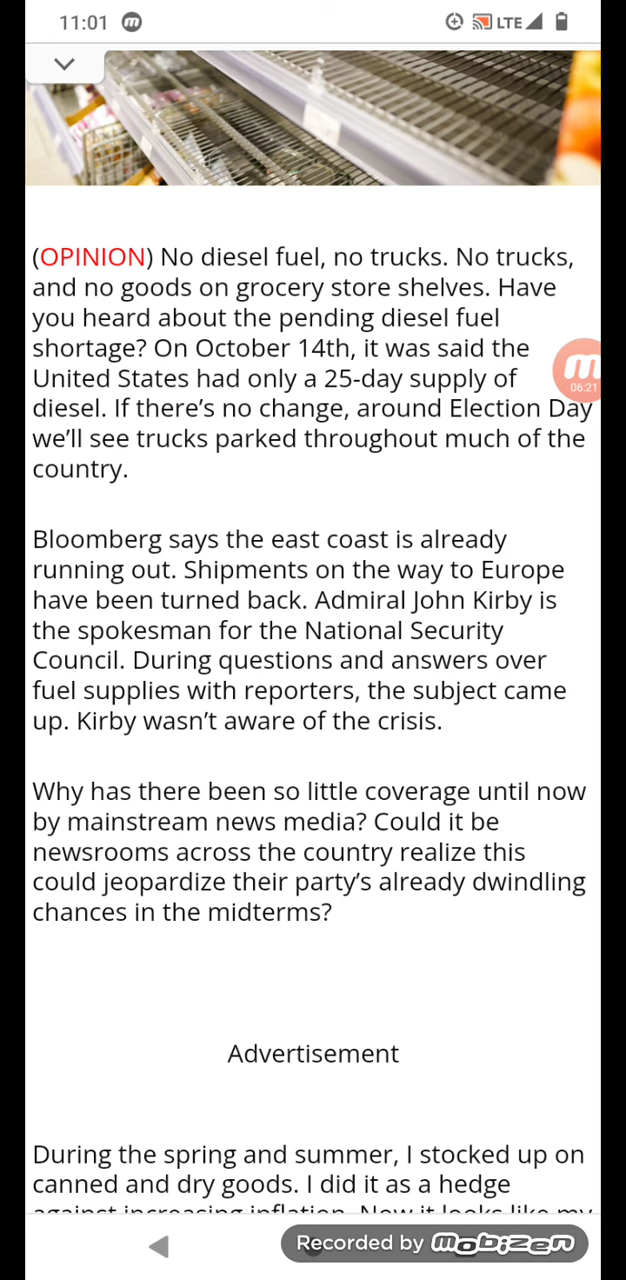 11:01
LTE
(OPINION) No diesel fuel, no trucks. No trucks,
and no goods on grocery store shelves. Have
you heard about the pending diesel fuel
shortage? On October 14th, it was said the
United States had only a 25-day supply of
06:21
diesel. If there’s no change, around Election Day
we’ll see trucks parked throughout much of the
country.
Bloomberg says the east coast is already
running out. Shipments on the way to Europe
have been turned back. Admiral John Kirby is
the spokesman for the National Security
Council. During questions and answers over
fuel supplies with reporters, the subject came
up. Kirby wasn’t aware of the crisis.
Why has there been so little coverage until now
by mainstream news media? Could it be
newsrooms across the country realize this
could jeopardize their party’s already dwindling
chances in the midterms?
Advertisement
During the spring and summer, I stocked up on
canned and dry goods. I did it as a hedge
against increasing inflation. Now it looks like my
Recorded by mobizen